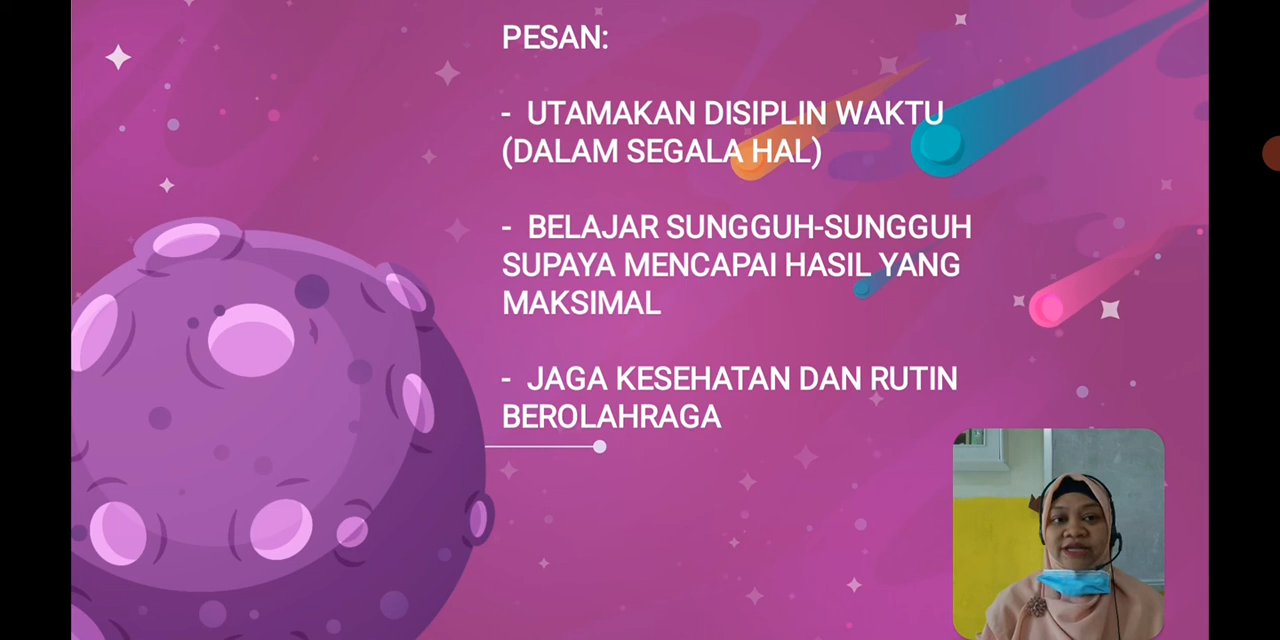 PESAN:
- UTAMAKAN DISIPLIN WAKTU
(DALAM SEGALA HAL)
- BELAJAR SUNGGUH-SUNGGUH
SUPAYA MENCAPAI HASIL YANG
MAKSIMAL
- JAGA KESEHATAN DAN RUTIN
BEROLAHRAGA